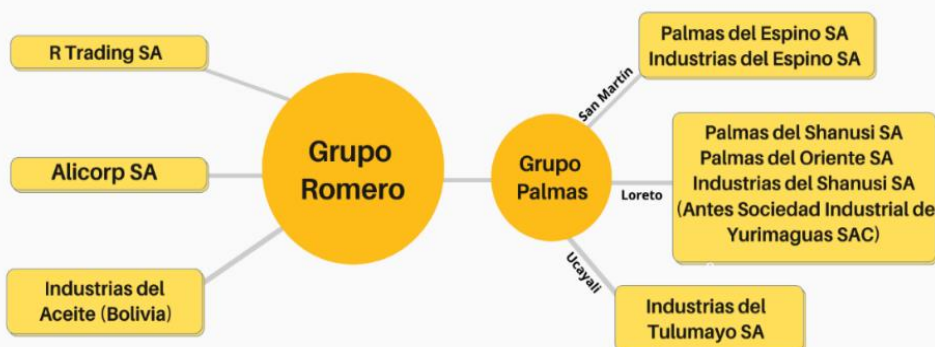 R Trading SA
Alicorp SA
Industrias del
Aceite (Bolivia)
Grupo
Romero
Grupo
Palmas
San Martín
Palmas del Espino SA
Industrias del Espino SA
Loreto
Palmas del Shanusi SA
Palmas del Oriente SA
Industrias del Shanusi SA
(Antes Sociedad Industrial de
Yurimaguas SAC)
Ucayali
Industrias del
Tulumayo SA